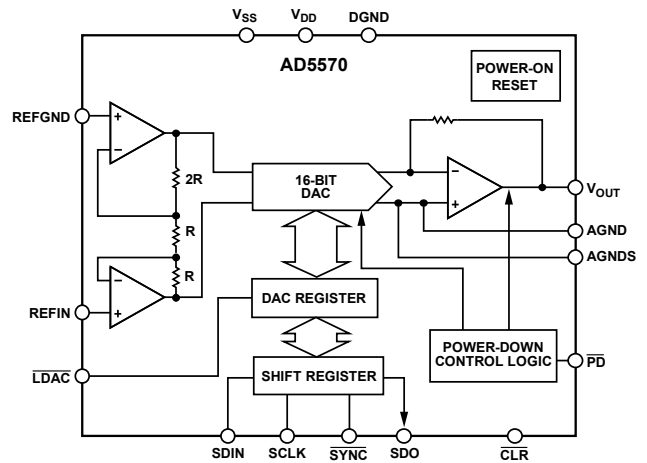 VSS
VDD
DGND
AD5570
POWER-ON
RESET
REFGND
+
−
2R
R
R
−
+
REFIN
16-BIT
DAC
−
+
VOUT
AGND
AGNDS
DAC REGISTER
POWER-DOWN
CONTROL LOGIC
PD
LDAC
SHIFT REGISTER
SDIN
SCLK
SYNC
SDO
CLR